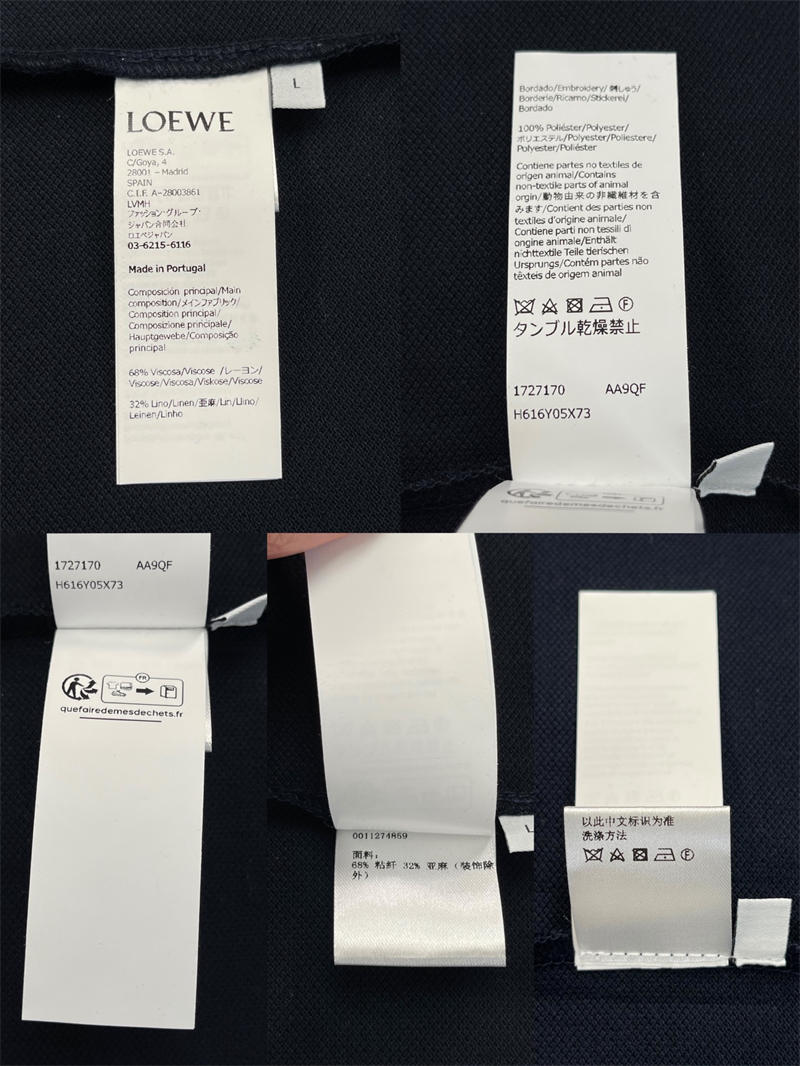 L
LOEWE
LOEWE S.A.
C/Goya, 4
28001 – Madrid
SPAIN
C.I.F. A-28003861
LVMH
ファッション・グループ・
ジャパン合同会社
ロエベジャパン
03-6215-6116
Made in Portugal
Composición principal/Main
composition/メインファブリック/
Composition principal/
Composizione principale/
Hauptgewebe/Composição
principal
68% Viscosa/Viscose /レーヨン/
Viscose/Viscosa/Viskose/Viscose
32% Lino/Linen/亜麻/Lin/Llino/
Leinen/Linho
Bordado/Embroidery/刺しゅう/
Borderie/Ricamo/Stickerei/
Bordado
100% Poliéster/Polyester/
ポリエステル/Polyester/Poliestere/
Polyester/Poliéster
Contiene partes no textiles de
origen animal/Contains
non-textile parts of animal
orgin/動物由来の非繊維材を含
みます/Contient des parties non
textiles d'origine animale/
Contiene parti non tessili di
origine animale/Enthält
nichttextile Teile tierischen
Ursprungs/Contém partes não
têxteis de origem animal
タンブル乾燥禁止
1727170 AA9QF
H616Y05X73
quefairedemesdechets.fr
1727170 AA9QF
H616Y05X73
FR
quefairedemesdechets.fr
0011274869
面料:
68% 粘纤 32% 亚麻（装饰除
外）
L
以此中文标识为准
洗涤方法